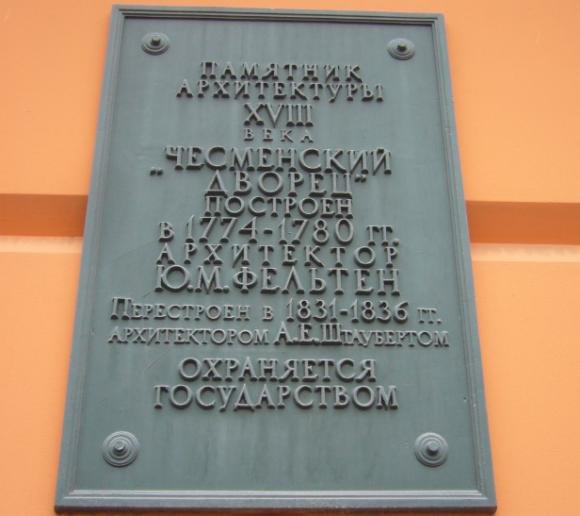 ПАМЯТНИК
АРХИТЕКТУРЫ
XVIII
ВЕКА
„ЧЕСМЕНСКИЙ
ДВОРЕЦ“
ПОСТРОЕН
В 1774-1780 ГГ.
АРХИТЕКТОР
Ю.М.ФЕЛЬТЕН
ПЕРЕСТРОЕН В 1831-1836 ГГ.
АРХИТЕКТОРОМ А.Е.ШТАУБЕРТОМ
ОХРАНЯЕТСЯ
ГОСУДАРСТВОМ